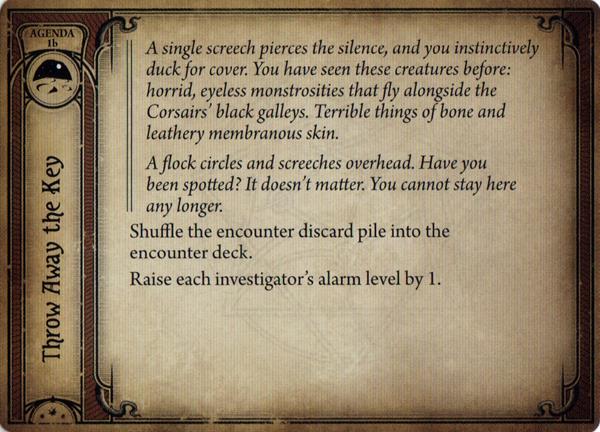 AGENDA
1b
Throw Away the Key
A single screech pierces the silence, and you instinctively
duck for cover. You have seen these creatures before:
horrid, eyeless monstrosities that fly alongside the
Corsairs’ black galleys. Terrible things of bone and
leathery membranous skin.
A flock circles and screeches overhead. Have you
been spotted? It doesn’t matter. You cannot stay here
any longer.
Shuffle the encounter discard pile into the
encounter deck.
Raise each investigator’s alarm level by 1.